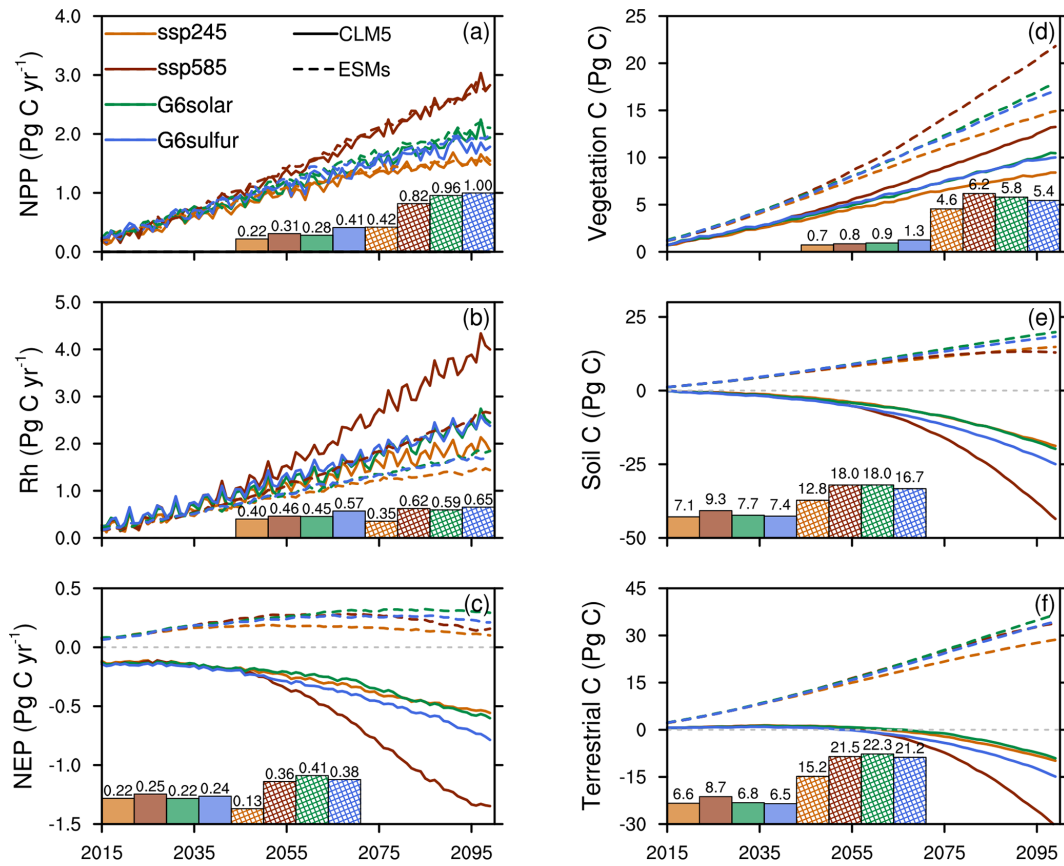 4.0
3.0
2.0
1.0
0.0
NPP (Pg C yr⁻¹)
ssp245
ssp585
G6solar
G6sulfur
CLM5
ESMs
(a)
0.22 0.31 0.28 0.41 0.42 0.82 0.96 1.00
25
20
15
10
5
0
Vegetation C (Pg C)
(d)
0.7 0.8 0.9 1.3 4.6 6.2 5.8 5.4
5.0
4.0
3.0
2.0
1.0
0.0
Rh (Pg C yr⁻¹)
(b)
0.40 0.46 0.45 0.57 0.35 0.62 0.59 0.65
25
0
-25
-50
Soil C (Pg C)
(e)
7.1 9.3 7.7 7.4 12.8 18.0 18.0 16.7
0.5
0.0
-0.5
-1.0
-1.5
NEP (Pg C yr⁻¹)
(c)
0.22 0.25 0.22 0.24 0.13 0.36 0.41 0.38
2015 2035 2055 2075 2095
45
30
15
0
-15
-30
Terrestrial C (Pg C)
(f)
6.6 8.7 6.8 6.5 15.2 21.5 22.3 21.2
2015 2035 2055 2075 2095